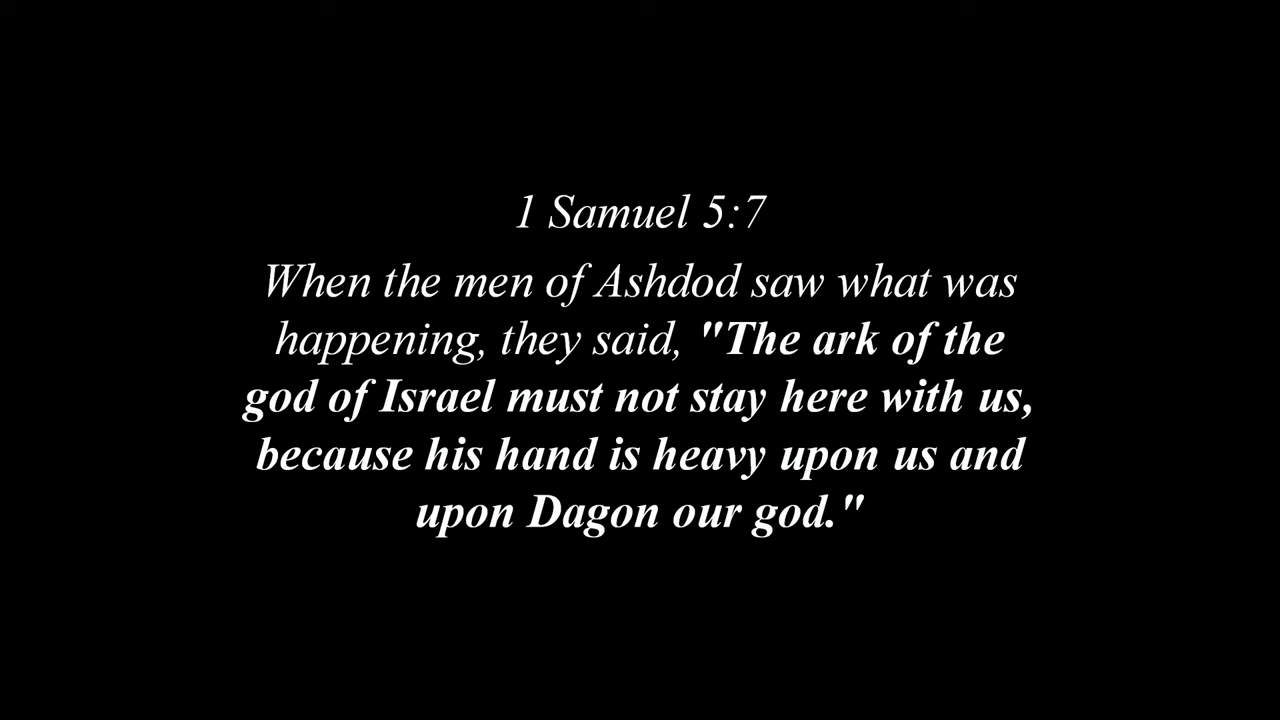 1 Samuel 5:7
When the men of Ashdod saw what was
happening, they said, "The ark of the
god of Israel must not stay here with us,
because his hand is heavy upon us and
upon Dagon our god."